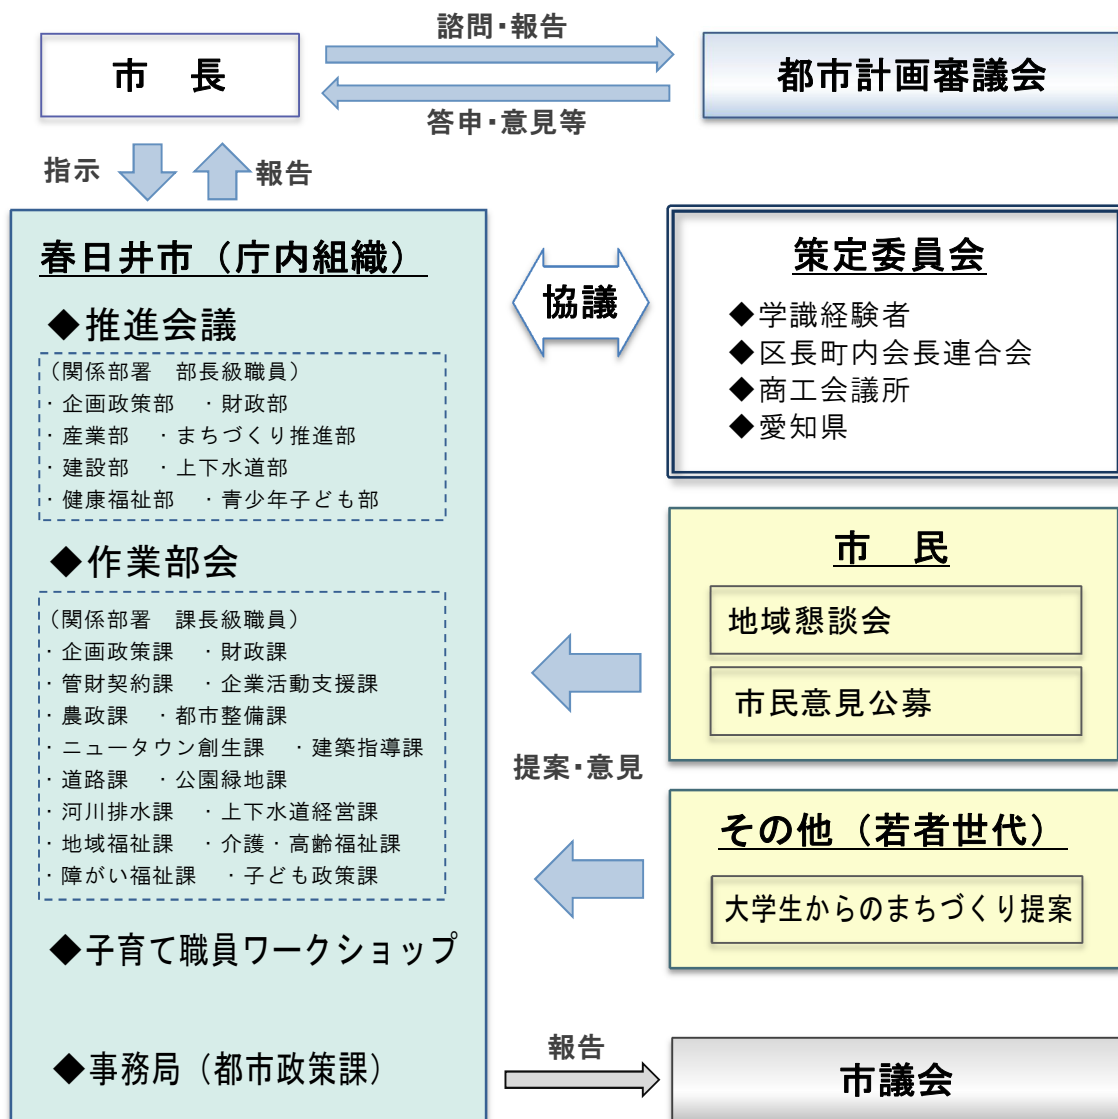 諮問・報告
市　長
都市計画審議会
答申・意見等
指示
報告
春日井市（庁内組織）
◆推進会議
（関係部署　部長級職員）
・企画政策部　・財政部
・産業部　・まちづくり推進部
・建設部　・上下水道部
・健康福祉部　・青少年子ども部
◆作業部会
（関係部署　課長級職員）
・企画政策課　・財政課
・管財契約課　・企業活動支援課
・農政課　・都市整備課
・ニュータウン創生課　・建築指導課
・道路課　・公園緑地課
・河川排水課　・上下水道経営課
・地域福祉課　・介護・高齢福祉課
・障がい福祉課　・子ども政策課
◆子育て職員ワークショップ
◆事務局（都市政策課）
協議
策定委員会
◆学識経験者
◆区長町内会長連合会
◆商工会議所
◆愛知県
市　民
地域懇談会
市民意見公募
提案・意見
その他（若者世代）
大学生からのまちづくり提案
報告
市議会